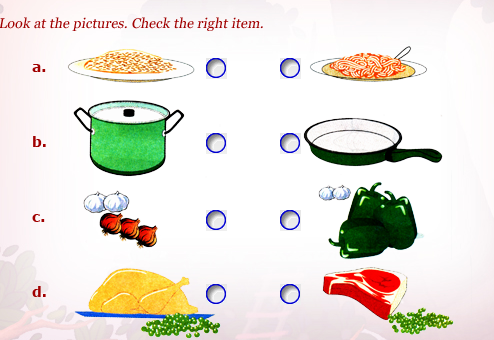 Look at the pictures. Check the right item.
a.
b.
c.
d.